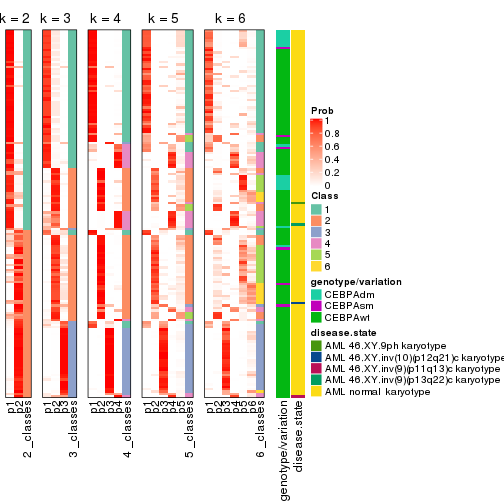 k = 2
k = 3
k = 4
k = 5
k = 6
Prob
1
0.8
0.6
0.4
0.2
0
Class
1
2
3
4
5
6
genotype/variation
CEBPAdm
CEBPAsm
CEBPAwt
disease.state
AML 46.XY.9ph karyotype
AML 46.XY.inv(10)(p12q21)c karyotype
AML 46.XY.inv(9)(p11q13)c karyotype
AML 46.XY.inv(9)(p13q22)c karyotype
AML normal karyotype
p1
p2
2_classes
p1
p2
p3
3_classes
p1
p2
p3
p4
4_classes
p1
p2
p3
p4
p5
5_classes
p1
p2
p3
p4
p5
p6
6_classes
genotype/variation
disease.state